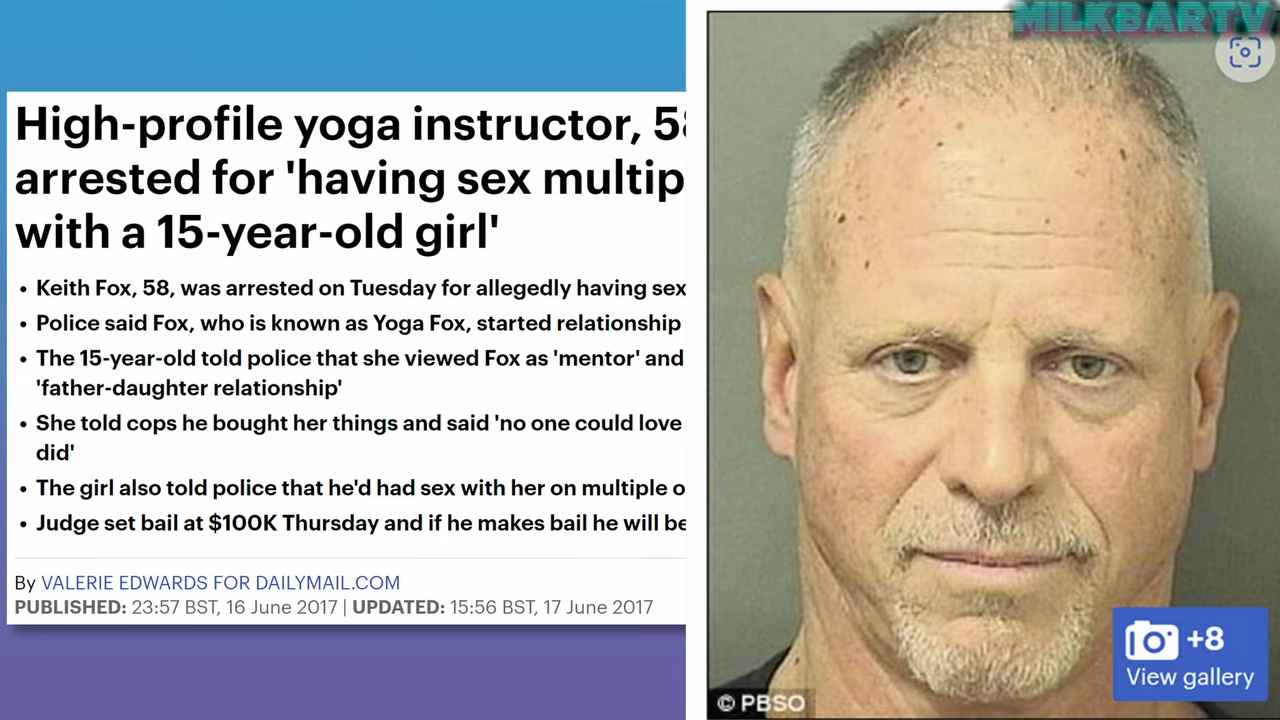 High-profile yoga instructor, 58
arrested for 'having sex multip
with a 15-year-old girl'
• Keith Fox, 58, was arrested on Tuesday for allegedly having sex
• Police said Fox, who is known as Yoga Fox, started relationship
• The 15-year-old told police that she viewed Fox as 'mentor' and
'father-daughter relationship'
• She told cops he bought her things and said 'no one could love
did'
• The girl also told police that he'd had sex with her on multiple o
• Judge set bail at $100K Thursday and if he makes bail he will be
By VALERIE EDWARDS FOR DAILYMAIL.COM
PUBLISHED: 23:57 BST, 16 June 2017 | UPDATED: 15:56 BST, 17 June 2017
MILKBARTV
+8
View gallery
© PBSO